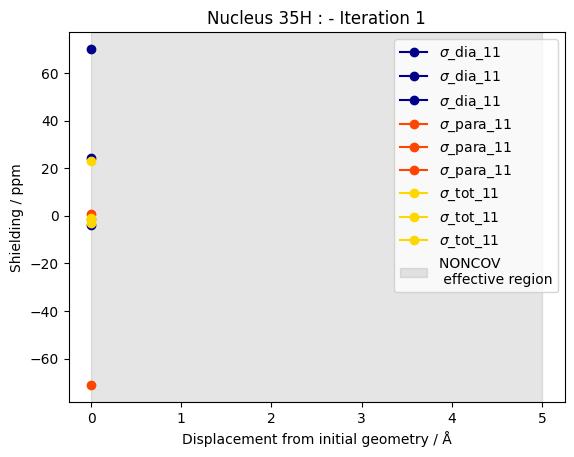 Nucleus 35H : - Iteration 1
Shielding / ppm
60
40
20
0
−20
−40
−60
σ_dia_11
σ_dia_11
σ_dia_11
σ_para_11
σ_para_11
σ_para_11
σ_tot_11
σ_tot_11
σ_tot_11
NONCOV
effective region
0 1 2 3 4 5
Displacement from initial geometry / Å